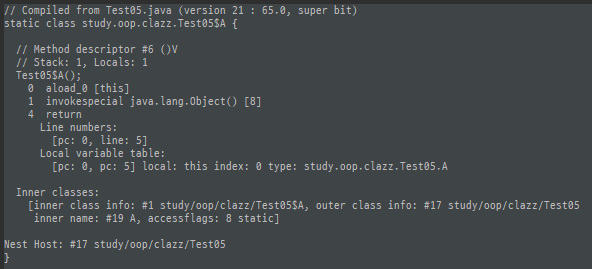 // Compiled from Test05.java (version 21 : 65.0, super bit)
static class study.oop.clazz.Test05$A {
// Method descriptor #6 ()V
// Stack: 1, Locals: 1
Test05$A();
0 aload_0 [this]
1 invokespecial java.lang.Object() [8]
4 return
Line numbers:
[pc: 0, line: 5]
Local variable table:
[pc: 0, pc: 5] local: this index: 0 type: study.oop.clazz.Test05.A
Inner classes:
[inner class info: #1 study/oop/clazz/Test05$A, outer class info: #17 study/oop/clazz/Test05
inner name: #19 A, accessflags: 8 static]
Nest Host: #17 study/oop/clazz/Test05
}